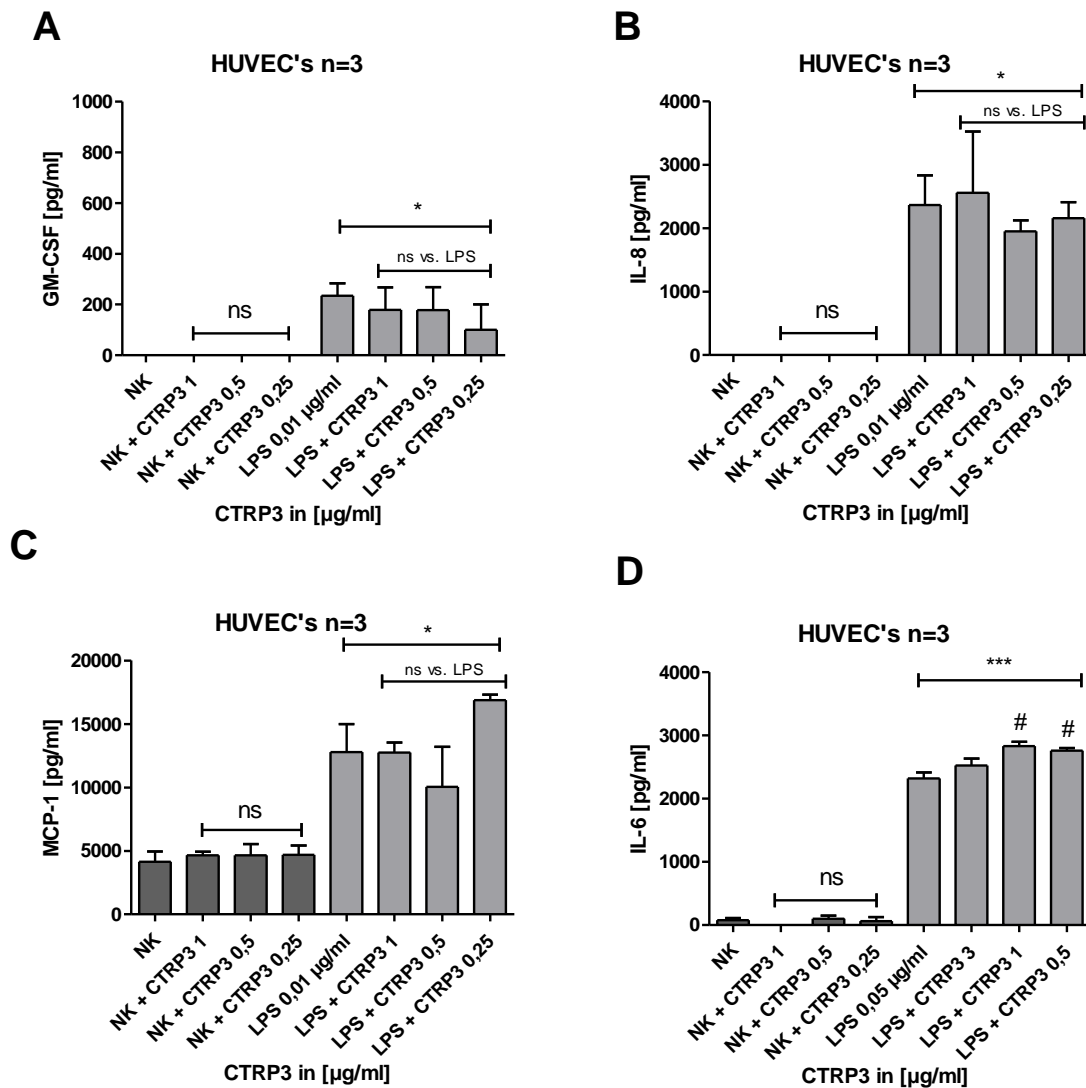 A
HUVEC's n=3
GM-CSF [pg/ml]
1000
800
600
400
200
0
*
ns vs. LPS
ns
NK
NK + CTRP3 1
NK + CTRP3 0,5
NK + CTRP3 0,25
LPS 0,01 µg/ml
LPS + CTRP3 1
LPS + CTRP3 0,5
LPS + CTRP3 0,25
CTRP3 in [µg/ml]
B
HUVEC's n=3
IL-8 [pg/ml]
4000
3000
2000
1000
0
*
ns vs. LPS
ns
NK
NK + CTRP3 1
NK + CTRP3 0,5
NK + CTRP3 0,25
LPS 0,01 µg/ml
LPS + CTRP3 1
LPS + CTRP3 0,5
LPS + CTRP3 0,25
CTRP3 in [µg/ml]
C
HUVEC's n=3
MCP-1 [pg/ml]
20000
15000
10000
5000
0
*
ns vs. LPS
ns
NK
NK + CTRP3 1
NK + CTRP3 0,5
NK + CTRP3 0,25
LPS 0,01 µg/ml
LPS + CTRP3 1
LPS + CTRP3 0,5
LPS + CTRP3 0,25
CTRP3 in [µg/ml]
D
HUVEC's n=3
IL-6 [pg/ml]
4000
3000
2000
1000
0
***
# #
ns
NK
NK + CTRP3 1
NK + CTRP3 0,5
NK + CTRP3 0,25
LPS 0,05 µg/ml
LPS + CTRP3 3
LPS + CTRP3 1
LPS + CTRP3 0,5
CTRP3 in [µg/ml]